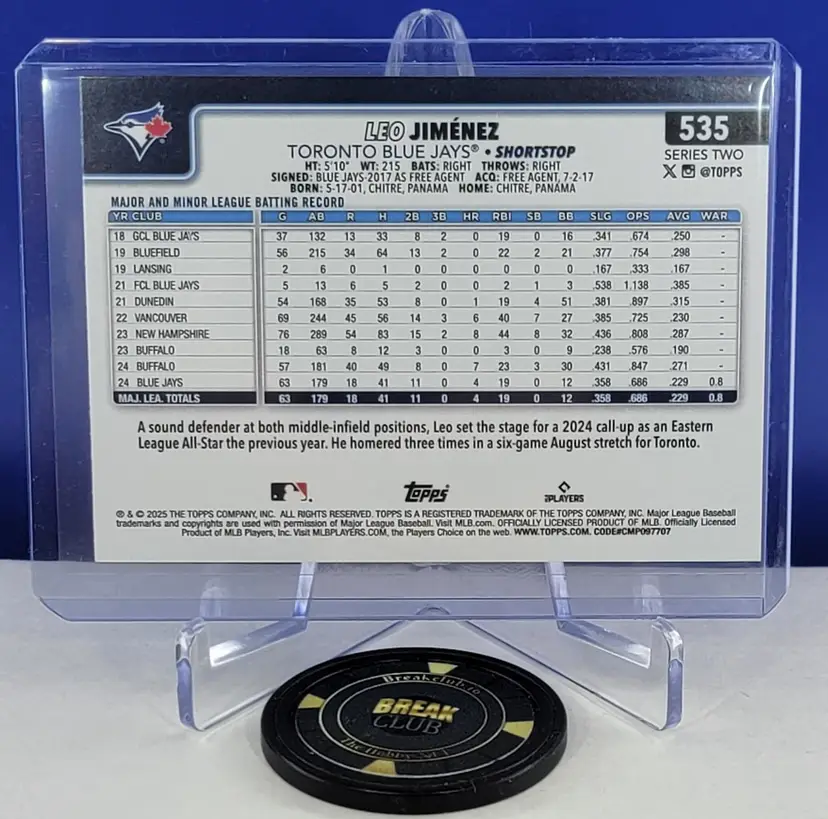 LEO JIMÉNEZ
535
TORONTO BLUE JAYS® • SHORTSTOP
SERIES TWO
HT: 5'10" WT: 215 BATS: RIGHT THROWS: RIGHT
@TOPPS
SIGNED: BLUE JAYS-2017 AS FREE AGENT ACQ: FREE AGENT, 7-2-17
BORN: 5-17-01, CHITRE, PANAMA HOME: CHITRE, PANAMA
MAJOR AND MINOR LEAGUE BATTING RECORD
YR CLUB G AB R H 2B 3B HR RBI SB BB SLG OPS AVG WAR
18 GCL BLUE JAYS 37 132 13 33 8 2 0 19 0 16 .341 .674 .250 -
19 BLUEFIELD 56 215 34 64 13 2 0 22 2 21 .377 .754 .298 -
19 LANSING 2 6 0 1 0 0 0 0 0 0 .167 .333 .167 -
21 FCL BLUE JAYS 5 13 6 5 2 0 0 2 1 3 .538 1.138 .385 -
21 DUNEDIN 54 168 35 53 8 0 1 19 4 51 .381 .897 .315 -
22 VANCOUVER 69 244 45 56 14 3 6 40 7 27 .385 .725 .230 -
23 NEW HAMPSHIRE 76 289 54 83 15 2 8 44 8 32 .436 .808 .287 -
23 BUFFALO 18 63 8 12 3 0 0 3 0 9 .238 .576 .190 -
24 BUFFALO 57 181 40 49 8 0 7 23 3 30 .431 .847 .271 -
24 BLUE JAYS 63 179 18 41 11 0 4 19 0 12 .358 .686 .229 0.8
MAJ. LEA. TOTALS 63 179 18 41 11 0 4 19 0 12 .358 .686 .229 0.8
A sound defender at both middle-infield positions, Leo set the stage for a 2024 call-up as an Eastern
League All-Star the previous year. He homered three times in a six-game August stretch for Toronto.
Topps
PLAYERS
® & © 2025 THE TOPPS COMPANY, INC. ALL RIGHTS RESERVED. TOPPS IS A REGISTERED TRADEMARK OF THE TOPPS COMPANY, INC. Major League Baseball
trademarks and copyrights are used with permission of Major League Baseball. Visit MLB.com. OFFICIALLY LICENSED PRODUCT OF MLB. Officially Licensed
Product of MLB Players, Inc. Visit MLBPLAYERS.COM, the Players Choice on the web. WWW.TOPPS.COM. CODE#CMP097707
Breakclub.io
BREAK
CLUB